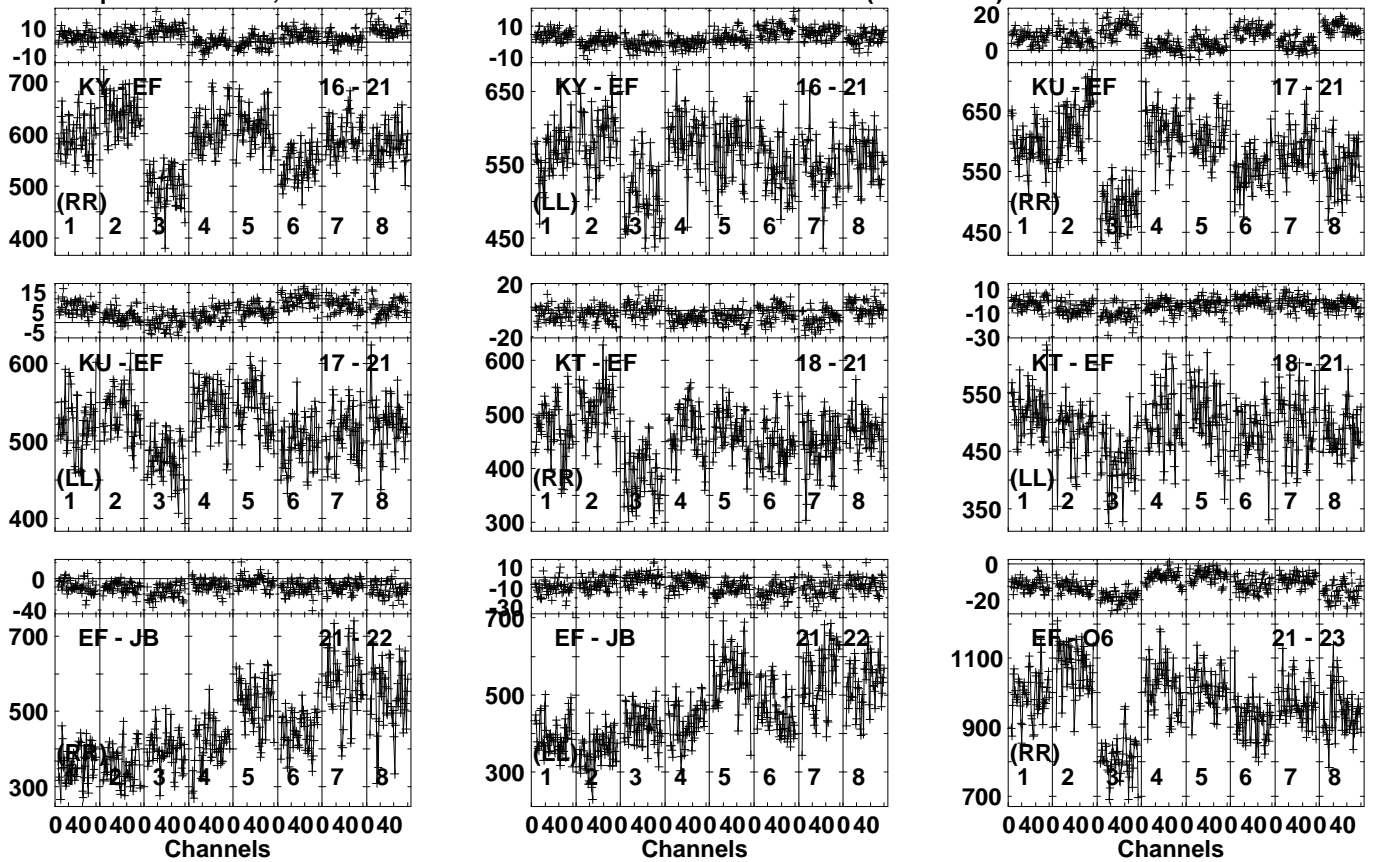 10 -10 10 -10 20 0
KY - EF 16 - 21 KY - EF 16 - 21 KU - EF 17 - 21
700 600 500 400 650 550 450 650 550 450
(RR) (LL) (RR)
1 2 3 4 5 6 7 8 1 2 3 4 5 6 7 8 1 2 3 4 5 6 7 8
15 5 -5 20 0 -20 10 -10 -30
KU - EF 17 - 21 KT - EF 18 - 21 KT - EF 18 - 21
600 500 400 600 500 400 300 550 450 350
(LL) (RR) (LL)
1 2 3 4 5 6 7 8 1 2 3 4 5 6 7 8 1 2 3 4 5 6 7 8
0 -40 10 -10 -30 0 -20
EF - JB 21 - 22 EF - JB 21 - 22 EF - O6 21 - 23
700 500 300 700 500 300 1100 900 700
(RR) (LL) (RR)
1 2 3 4 5 6 7 8 1 2 3 4 5 6 7 8 1 2 3 4 5 6 7 8
0 40 0 40 0 40 0 40 0 40 0 40 0 40 0 40 0 40 0 40 0 40 0 40 0 40 0 40 0 40 0 40 0 40 0 40 0 40 0 40 0 40 0 40 0 40 0 40
Channels Channels Channels